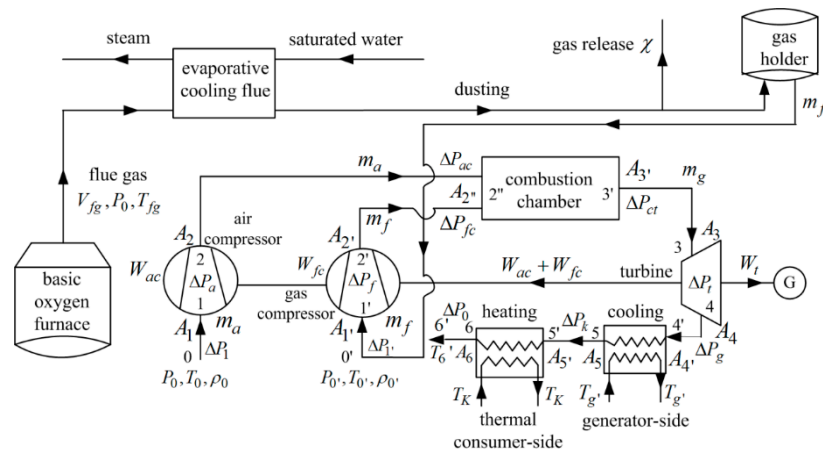 steam
saturated water
evaporative
cooling flue
gas release χ
gas
holder
dusting
m_f
flue gas
V_fg, P_0, T_fg
m_a
ΔP_ac
combustion
chamber
2''
3'
A_3'
m_g
A_2''
ΔP_ct
m_f
ΔP_fc
air
compressor
A_2
A_2'
W_ac
2
ΔP_a
1
W_fc
2'
ΔP_f
1'
gas
compressor
W_ac + W_fc
turbine
3
A_3
ΔP_t
4
A_4
W_t
G
basic
oxygen
furnace
A_1
m_a
0
ΔP_1
P_0, T_0, ρ_0
A_1'
m_f
0'
ΔP_1'
P_0', T_0', ρ_0'
ΔP_0
heating
ΔP_k
cooling
4'
ΔP_g
6'
6
5'
5
T_6'
A_6
A_5'
A_5
A_4'
T_K
T_K
T_g'
T_g'
thermal
consumer-side
generator-side